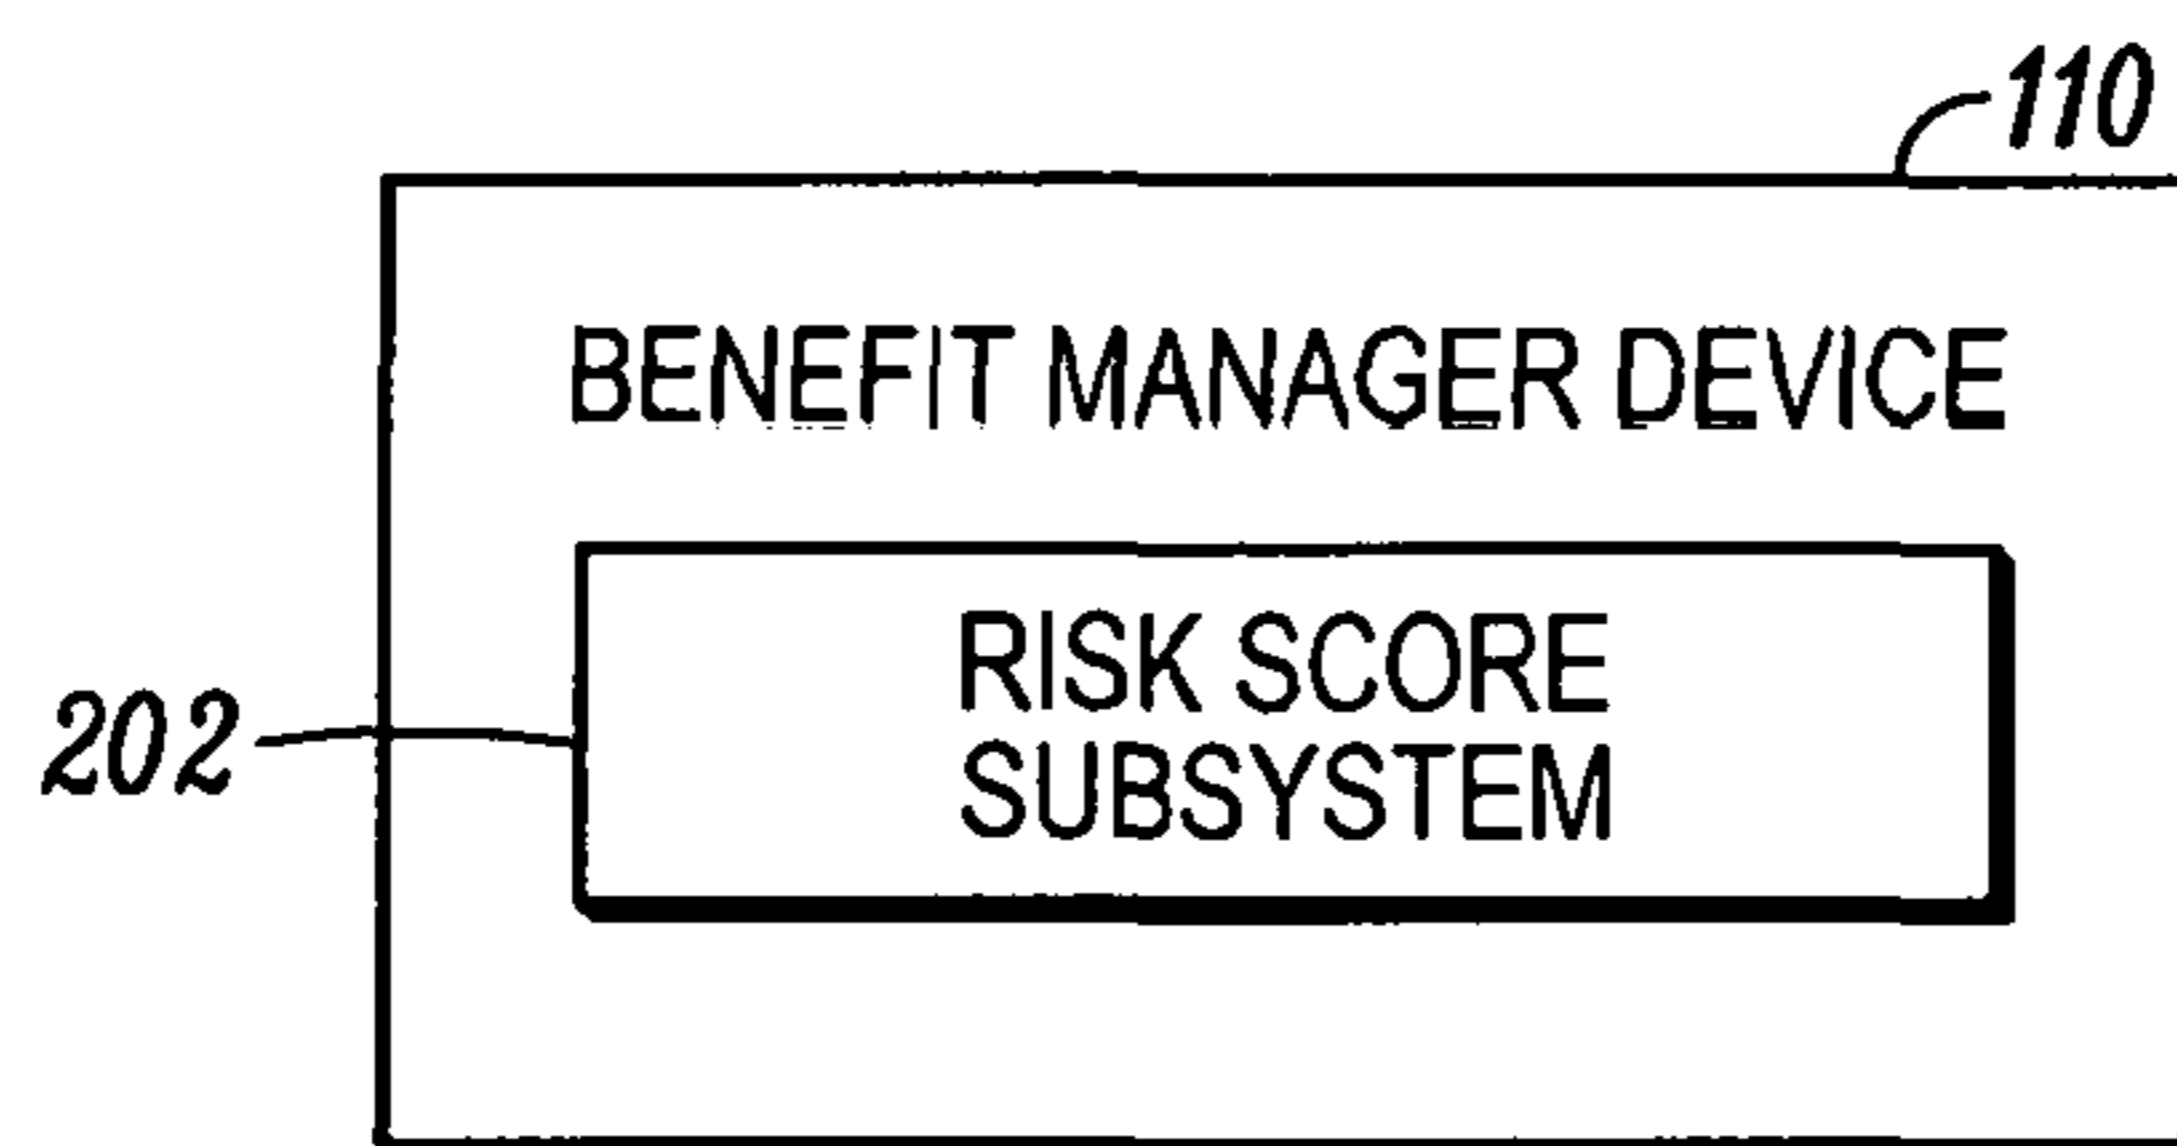 110
BENEFIT MANAGER DEVICE
RISK SCORE
SUBSYSTEM
202